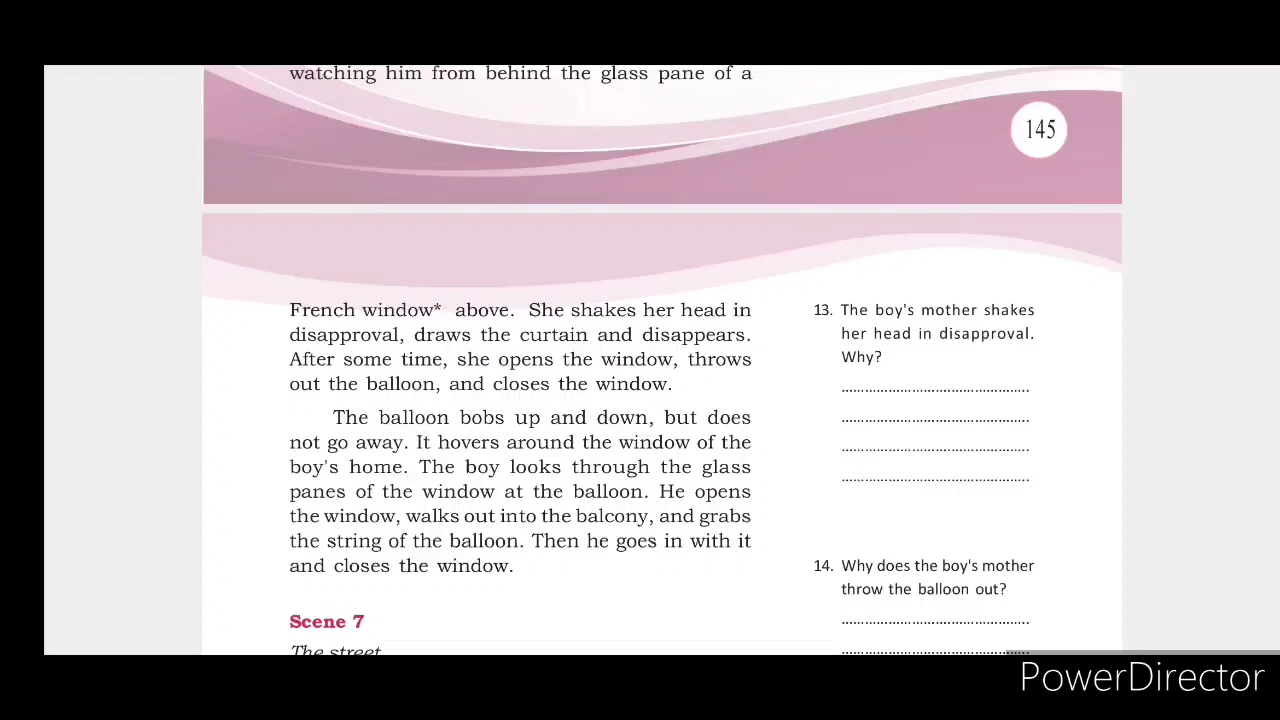 watching him from behind the glass pane of a
145
French window* above. She shakes her head in
disapproval, draws the curtain and disappears.
After some time, she opens the window, throws
out the balloon, and closes the window.
The balloon bobs up and down, but does
not go away. It hovers around the window of the
boy's home. The boy looks through the glass
panes of the window at the balloon. He opens
the window, walks out into the balcony, and grabs
the string of the balloon. Then he goes in with it
and closes the window.
Scene 7
The street
13. The boy's mother shakes
her head in disapproval.
Why?
................................................
................................................
................................................
................................................
14. Why does the boy's mother
throw the balloon out?
................................................
................................................
PowerDirector